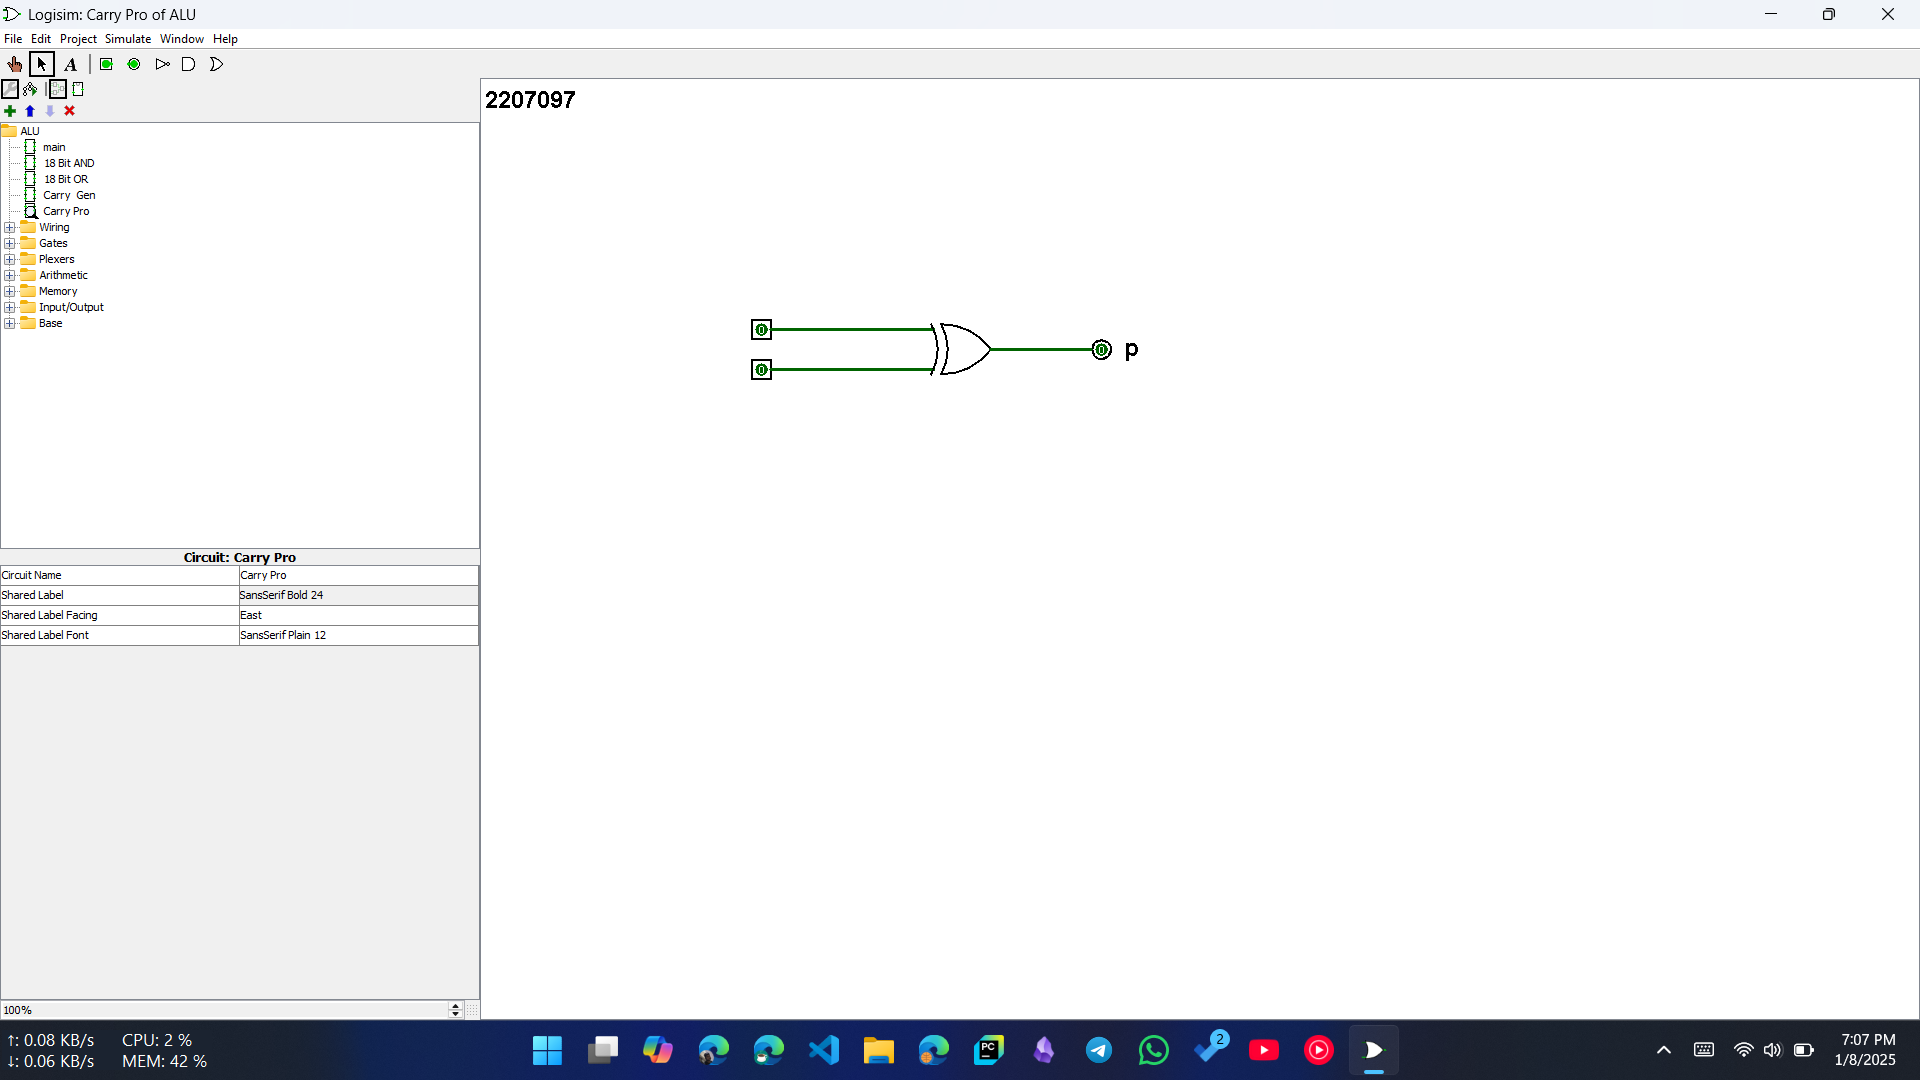 Logisim: Carry Pro of ALU
File Edit Project Simulate Window Help
A
2207097
ALU
main
18 Bit AND
18 Bit OR
Carry Gen
Carry Pro
Wiring
Gates
Plexers
Arithmetic
Memory
Input/Output
Base
0
0
0 p
Circuit: Carry Pro
Circuit Name Carry Pro
Shared Label SansSerif Bold 24
Shared Label Facing East
Shared Label Font SansSerif Plain 12
100%
↑: 0.08 KB/s CPU: 2 %
↓: 0.06 KB/s MEM: 42 %
PC
2
7:07 PM
1/8/2025